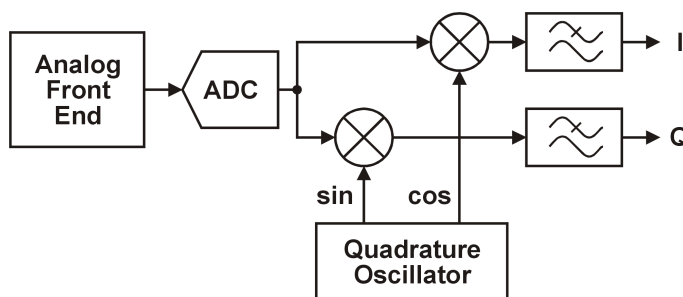 Analog
Front
End
ADC
I
Q
sin
cos
Quadrature
Oscillator